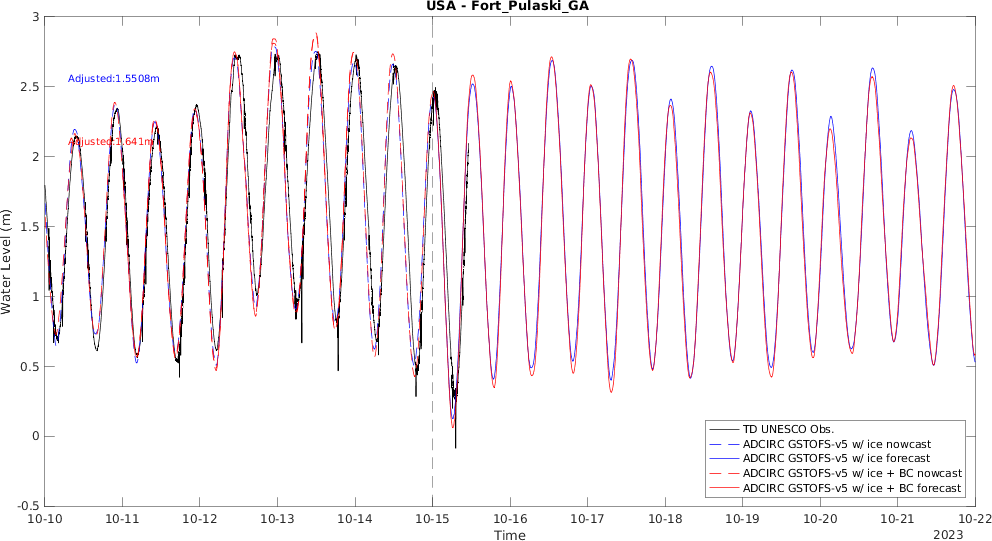 USA - Fort_Pulaski_GA
3
2.5
2
1.5
1
0.5
0
-0.5
Water Level (m)
Adjusted:1.5508m
Adjusted:1.641m
TD UNESCO Obs.
ADCIRC GSTOFS-v5 w/ ice nowcast
ADCIRC GSTOFS-v5 w/ ice forecast
ADCIRC GSTOFS-v5 w/ ice + BC nowcast
ADCIRC GSTOFS-v5 w/ ice + BC forecast
10-10 10-11 10-12 10-13 10-14 10-15 10-16 10-17 10-18 10-19 10-20 10-21 10-22
Time
2023